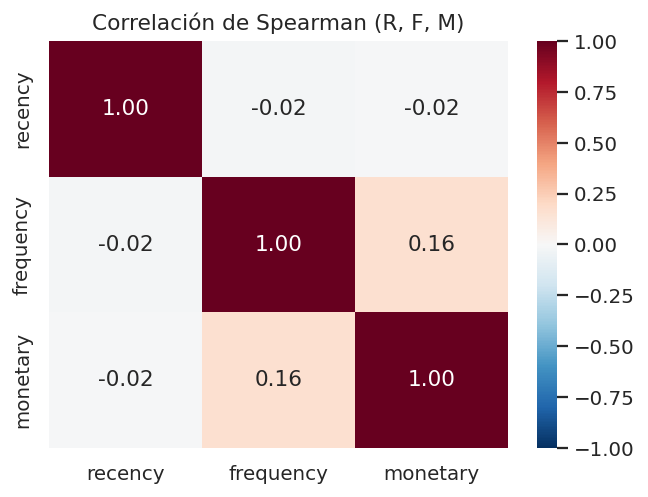 Correlación de Spearman (R, F, M)
recency
1.00
-0.02
-0.02
frequency
-0.02
1.00
0.16
monetary
-0.02
0.16
1.00
recency
frequency
monetary
1.00
0.75
0.50
0.25
0.00
−0.25
−0.50
−0.75
−1.00